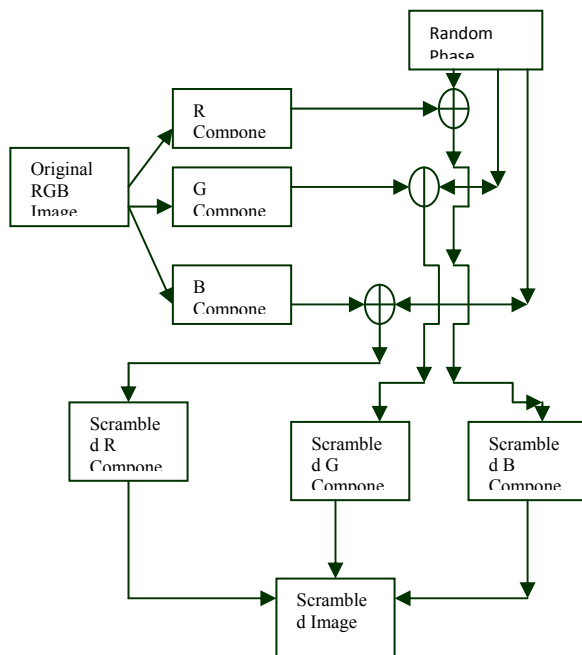 Random
Phase
R
Compone
Original
RGB
Image
G
Compone
B
Compone
Scramble
d R
Compone
Scramble
d G
Compone
Scramble
d B
Compone
Scramble
d Image